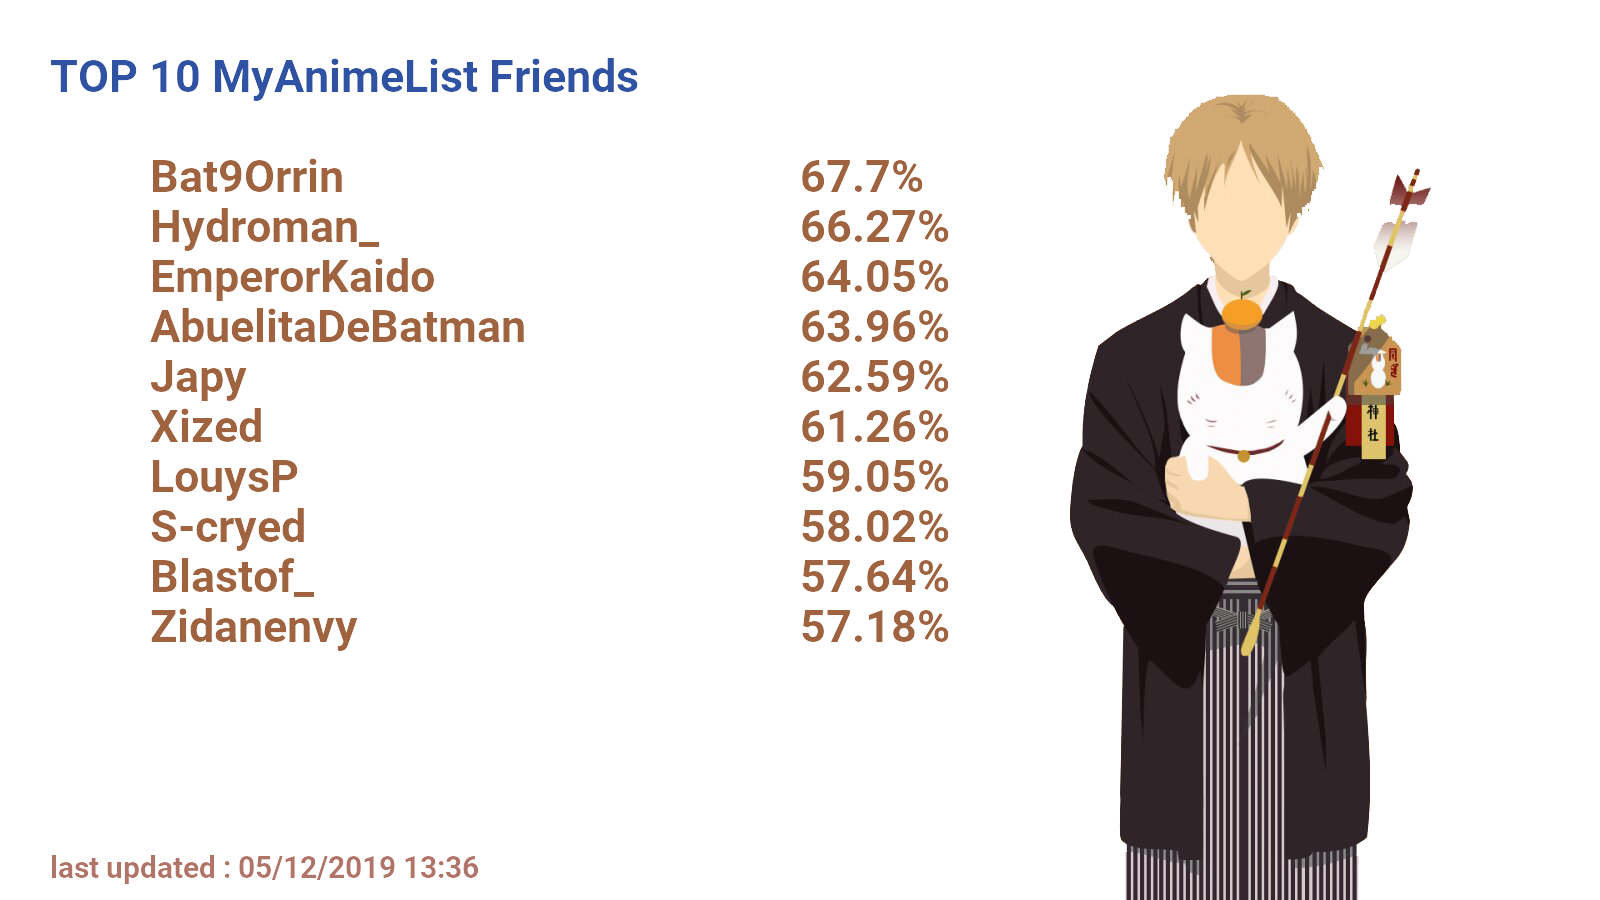 TOP 10 MyAnimeList Friends
Bat9Orrin 67.7%
Hydroman_ 66.27%
EmperorKaido 64.05%
AbuelitaDeBatman 63.96%
Japy 62.59%
Xized 61.26%
LouysP 59.05%
S-cryed 58.02%
Blastof_ 57.64%
Zidanenvy 57.18%
神
社
last updated : 05/12/2019 13:36